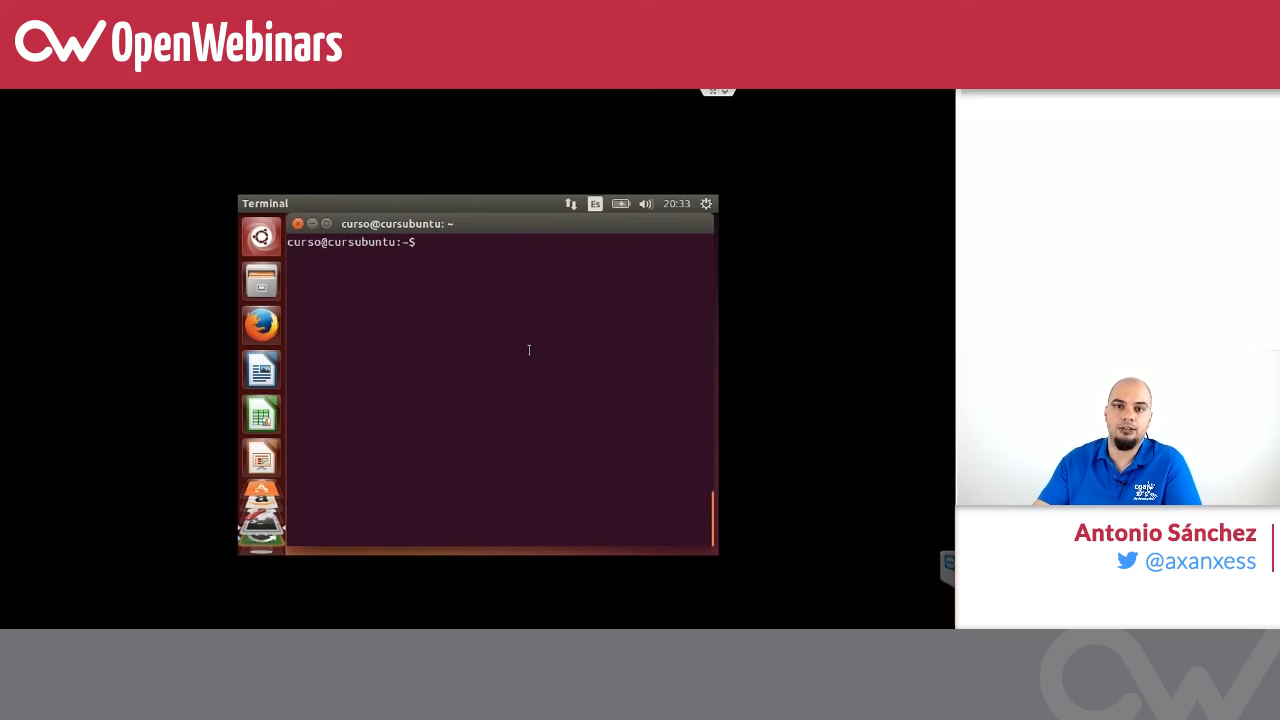 OpenWebinars
Terminal
Es
20:33
curso@cursubuntu: ~
curso@cursubuntu:~$
Antonio Sánchez
@axanxess